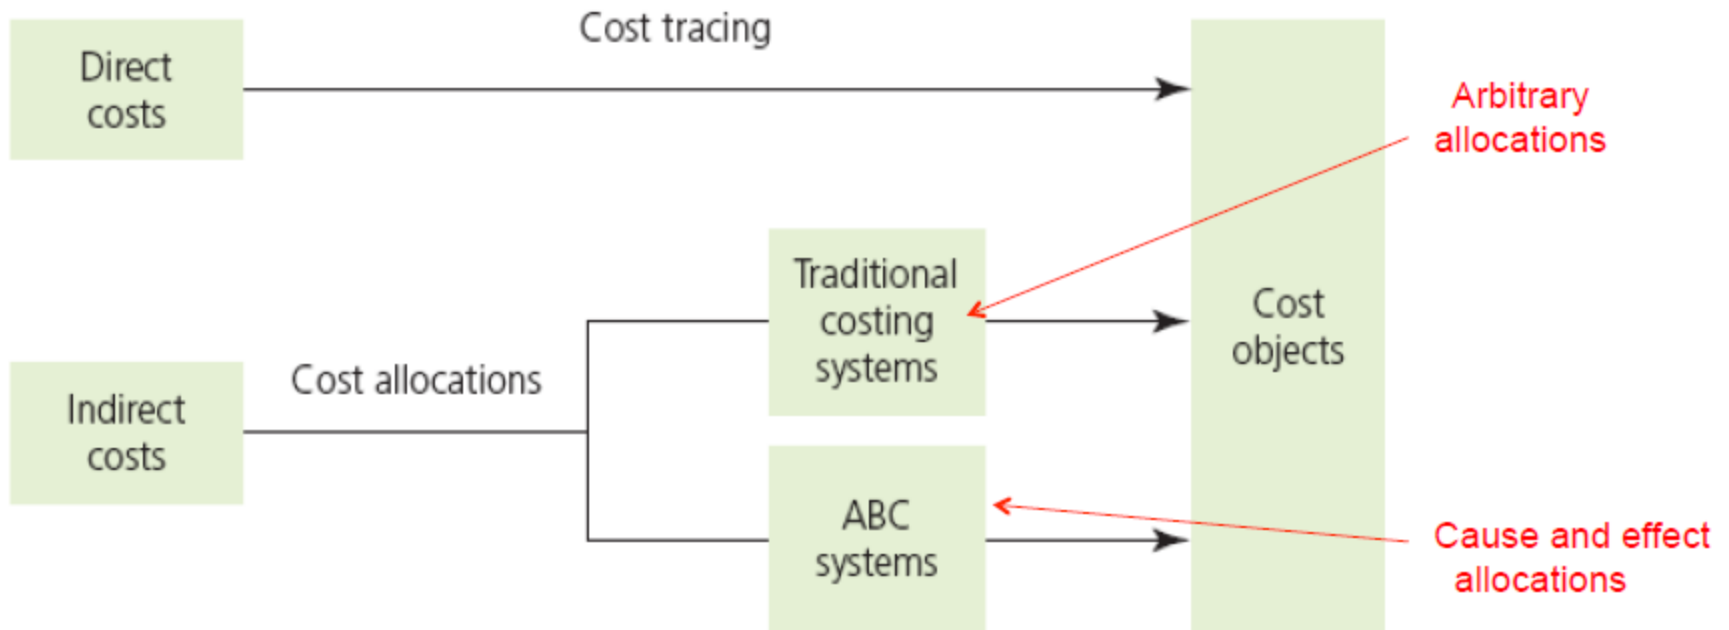 Cost tracing
Direct
costs
Arbitrary
allocations
Traditional
costing
systems
Cost
objects
Cost allocations
Indirect
costs
ABC
systems
Cause and effect
allocations